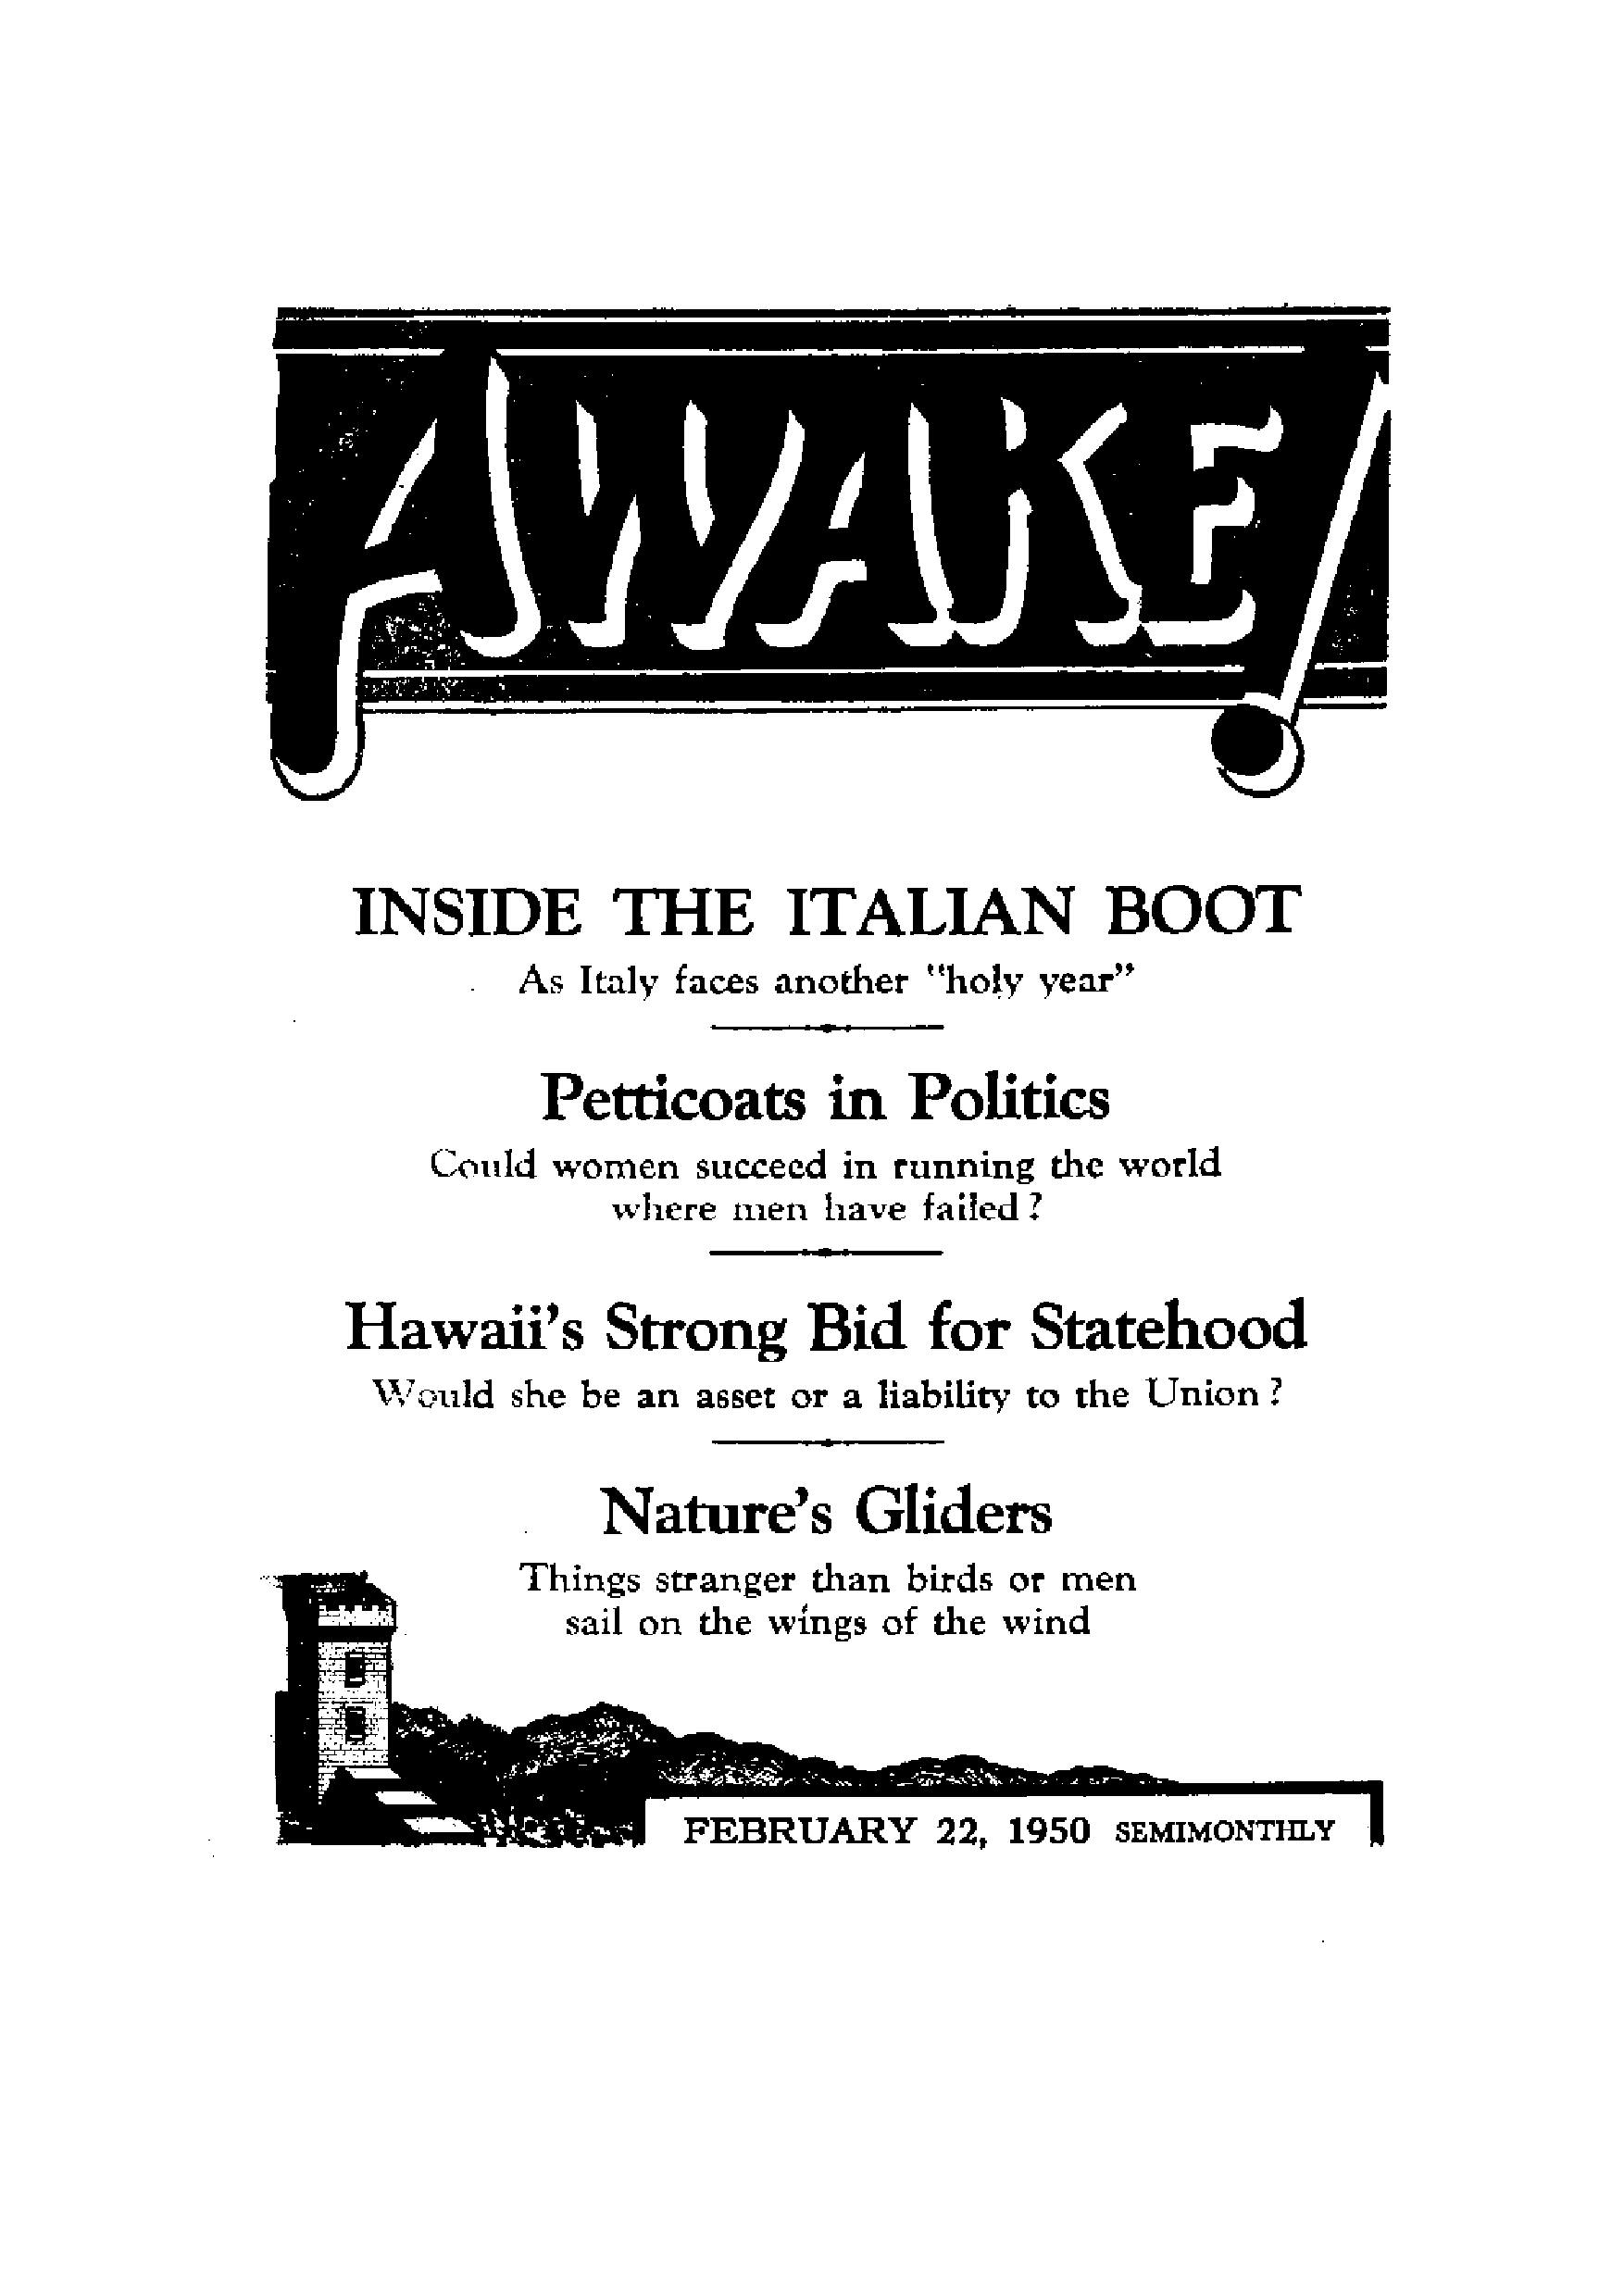 AWAKE!
INSIDE THE ITALIAN BOOT
As Italy faces another "holy year"
Petticoats in Politics
Could women succeed in running the world
where men have failed?
Hawaii's Strong Bid for Statehood
Would she be an asset or a liability to the Union?
Nature's Gliders
Things stranger than birds or men
sail on the wings of the wind
FEBRUARY 22, 1950 SEMIMONTHLY